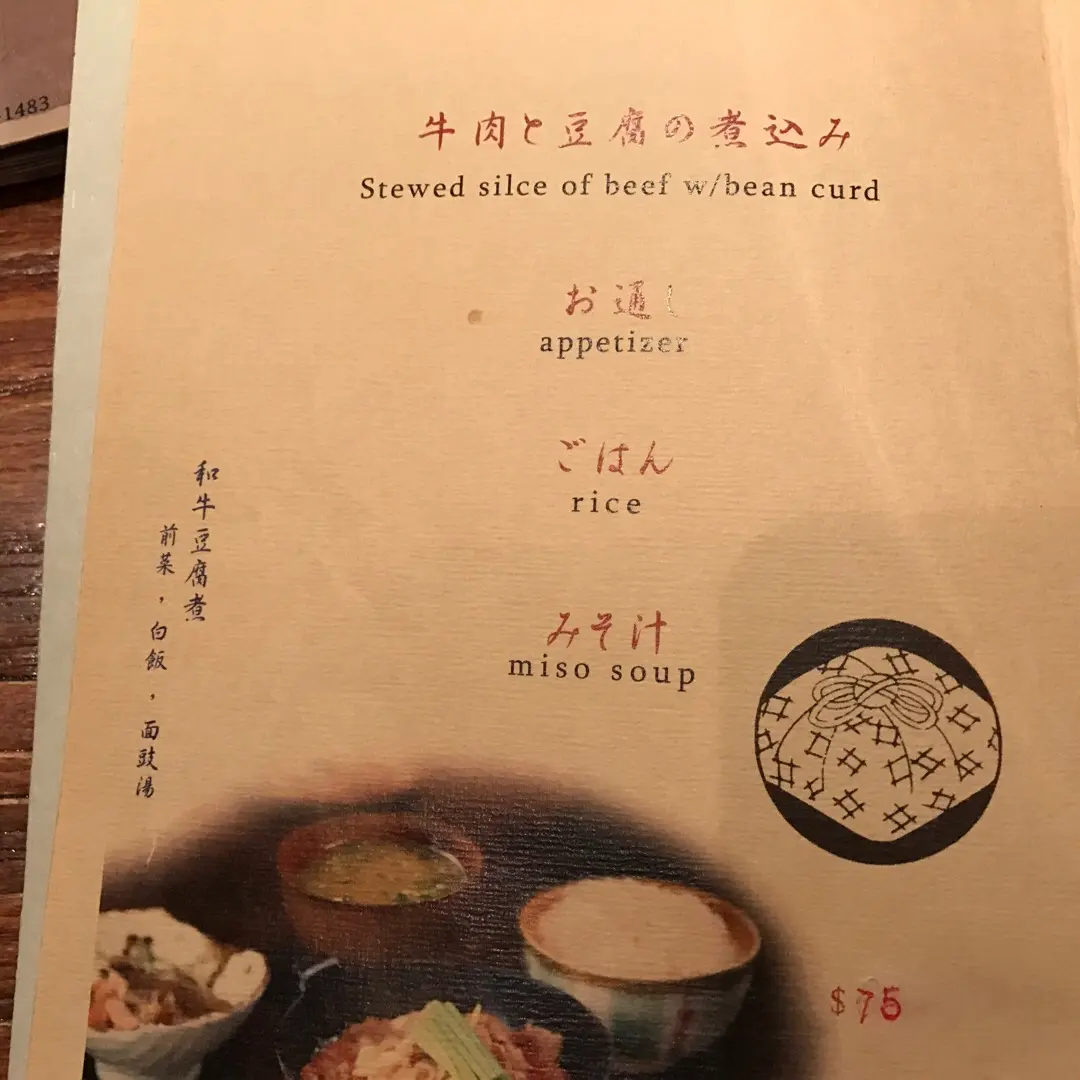 -1483
牛肉と豆腐の煮込み
Stewed silce of beef w/bean curd
お通し
appetizer
ごはん
rice
みそ汁
miso soup
和牛豆腐煮
前菜，白飯，面豉湯
$75